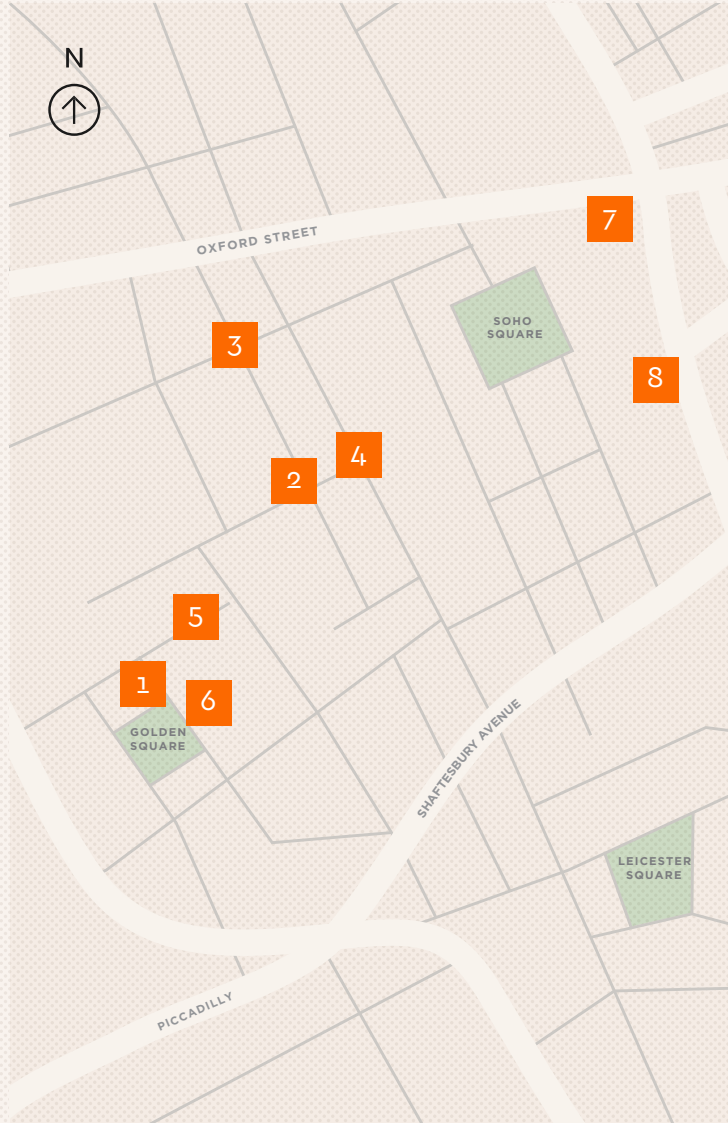 N
OXFORD STREET
7
SOHO
SQUARE
3
8
4
2
5
1
6
GOLDEN
SQUARE
SHAFTESBURY AVENUE
LEICESTER
SQUARE
PICCADILLY